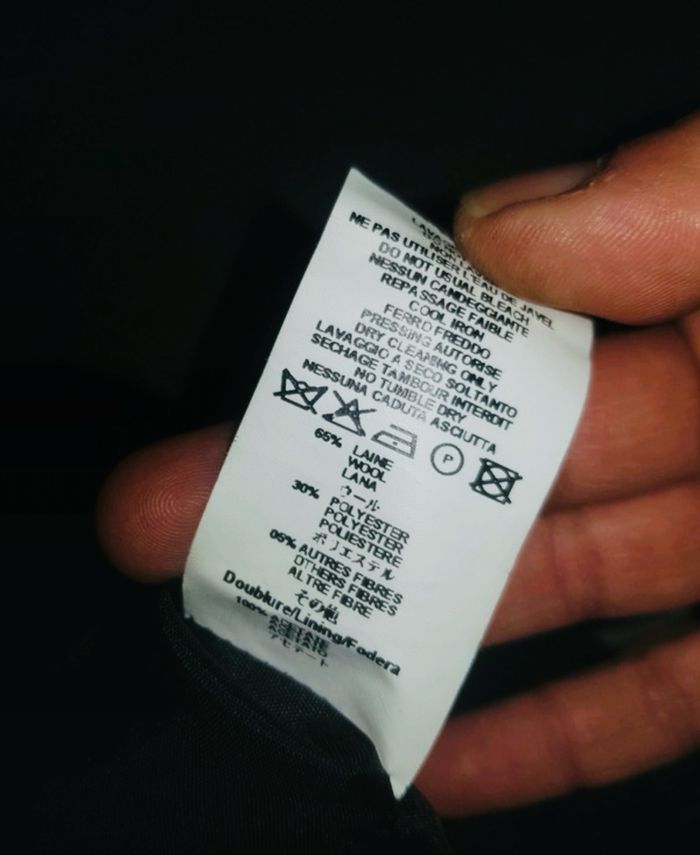 NE PAS UTILISER L'EAU DE JAVEL
DO NOT USUAL BLEACH
NESSUN CANDEGGIANTE
REPASSAGE FAIBLE
COOL IRON
FERRO FREDDO
PRESSING AUTORISE
DRY CLEANING ONLY
LAVAGGIO A SECO SOLTANTO
SECHAGE TAMBOUR INTERDIT
NO TUMBLE DRY
NESSUNA CADUTA ASCIUTTA
P
65% LAINE
WOOL
LANA
ウール
30% POLYESTER
POLYESTER
POLIESTERE
ポリエステル
05% AUTRES FIBRES
OTHERS FIBRES
ALTRE FIBRE
その他
Doublure/Lining/Fodera
100%